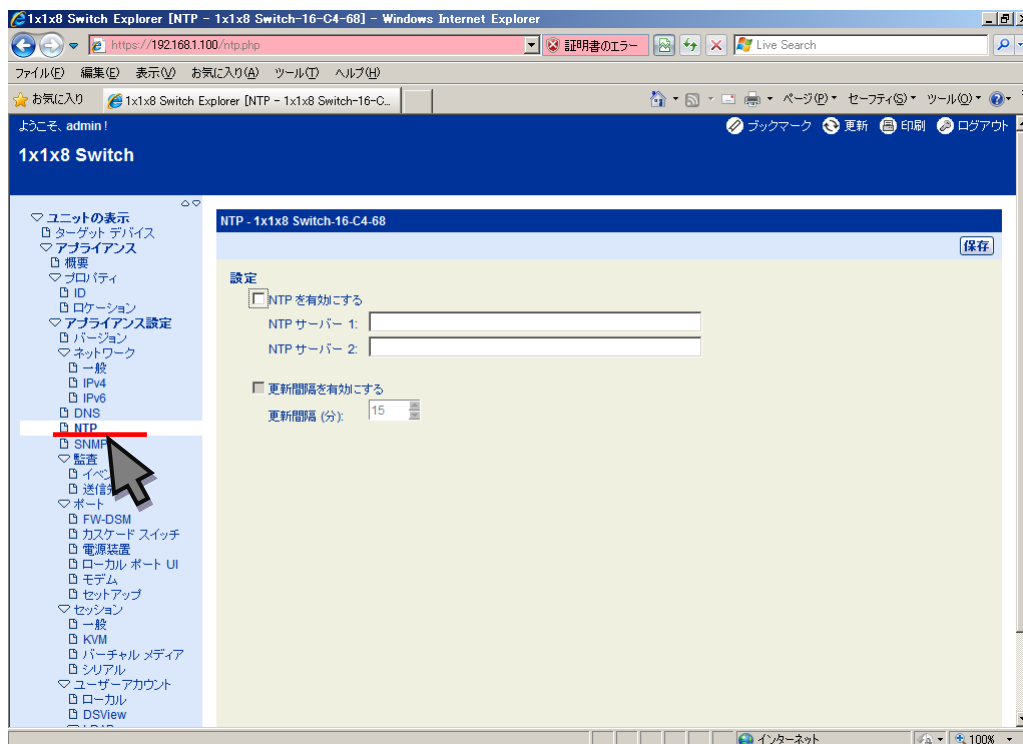 1x1x8 Switch Explorer [NTP - 1x1x8 Switch-16-C4-68] - Windows Internet Explorer
https://192.168.1.100/ntp.php 証明書のエラー Live Search
ファイル(F) 編集(E) 表示(V) お気に入り(A) ツール(T) ヘルプ(H)
お気に入り 1x1x8 Switch Explorer [NTP - 1x1x8 Switch-16-C... ページ(P) セーフティ(S) ツール(O)
ようこそ、admin ! ブックマーク 更新 印刷 ログアウト
1x1x8 Switch
ユニットの表示
ターゲット デバイス
アプライアンス
概要
プロパティ
ID
ロケーション
アプライアンス設定
バージョン
ネットワーク
一般
IPv4
IPv6
DNS
NTP
SNMP
監査
イベン
送信
ポート
FW-DSM
カスケード スイッチ
電源装置
ローカル ポート UI
モデム
セットアップ
セッション
一般
KVM
バーチャル メディア
シリアル
ユーザーアカウント
ローカル
DSView
NTP - 1x1x8 Switch-16-C4-68
保存
設定
NTP を有効にする
NTP サーバー 1:
NTP サーバー 2:
更新間隔を有効にする
更新間隔 (分): 15
インターネット 100%